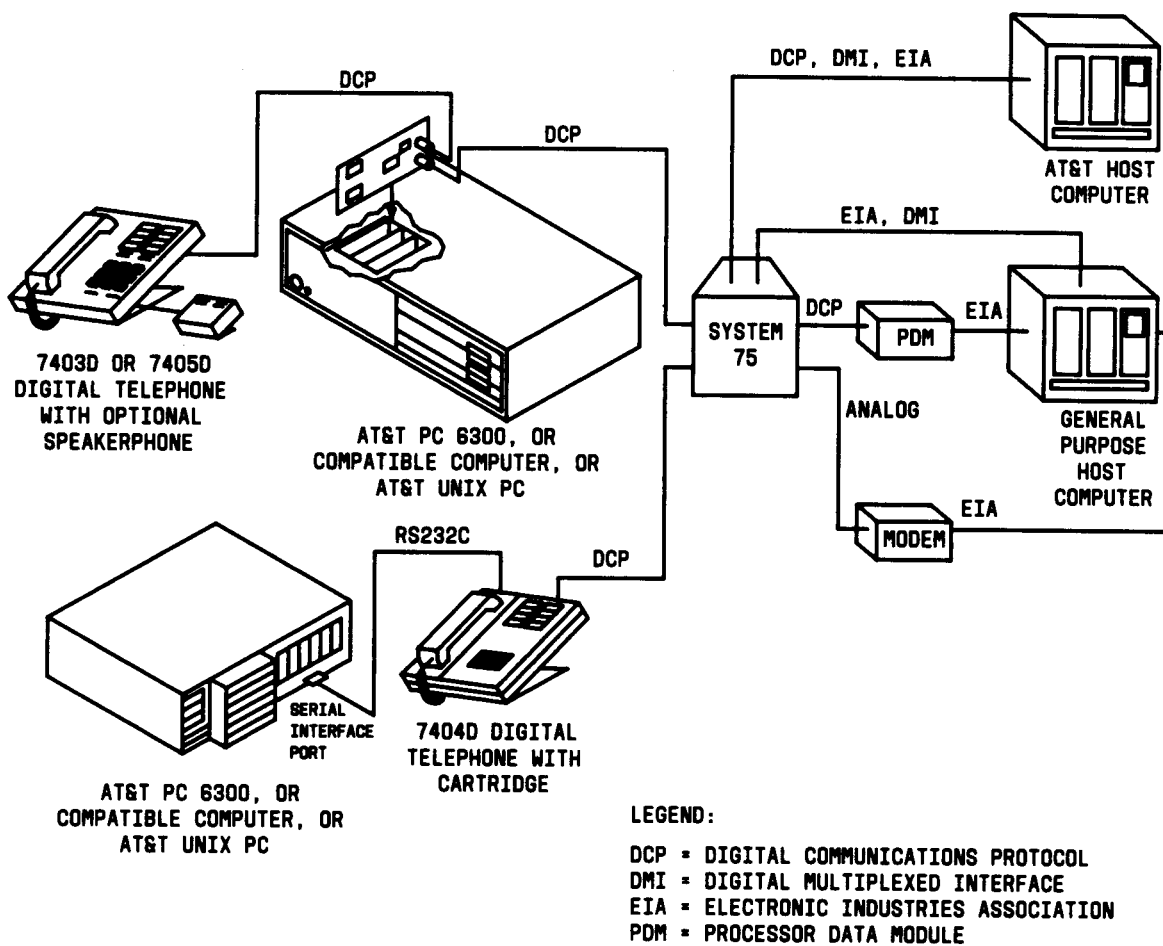 DCP, DMI, EIA
DCP
DCP
AT&T HOST
COMPUTER
EIA, DMI
SYSTEM
75
DCP
PDM
EIA
7403D OR 7405D
DIGITAL TELEPHONE
WITH OPTIONAL
SPEAKERPHONE
AT&T PC 6300, OR
COMPATIBLE COMPUTER, OR
AT&T UNIX PC
ANALOG
GENERAL
PURPOSE
HOST
COMPUTER
MODEM
EIA
RS232C
DCP
SERIAL
INTERFACE
PORT
7404D DIGITAL
TELEPHONE WITH
CARTRIDGE
AT&T PC 6300, OR
COMPATIBLE COMPUTER, OR
AT&T UNIX PC
LEGEND:
DCP = DIGITAL COMMUNICATIONS PROTOCOL
DMI = DIGITAL MULTIPLEXED INTERFACE
EIA = ELECTRONIC INDUSTRIES ASSOCIATION
PDM = PROCESSOR DATA MODULE